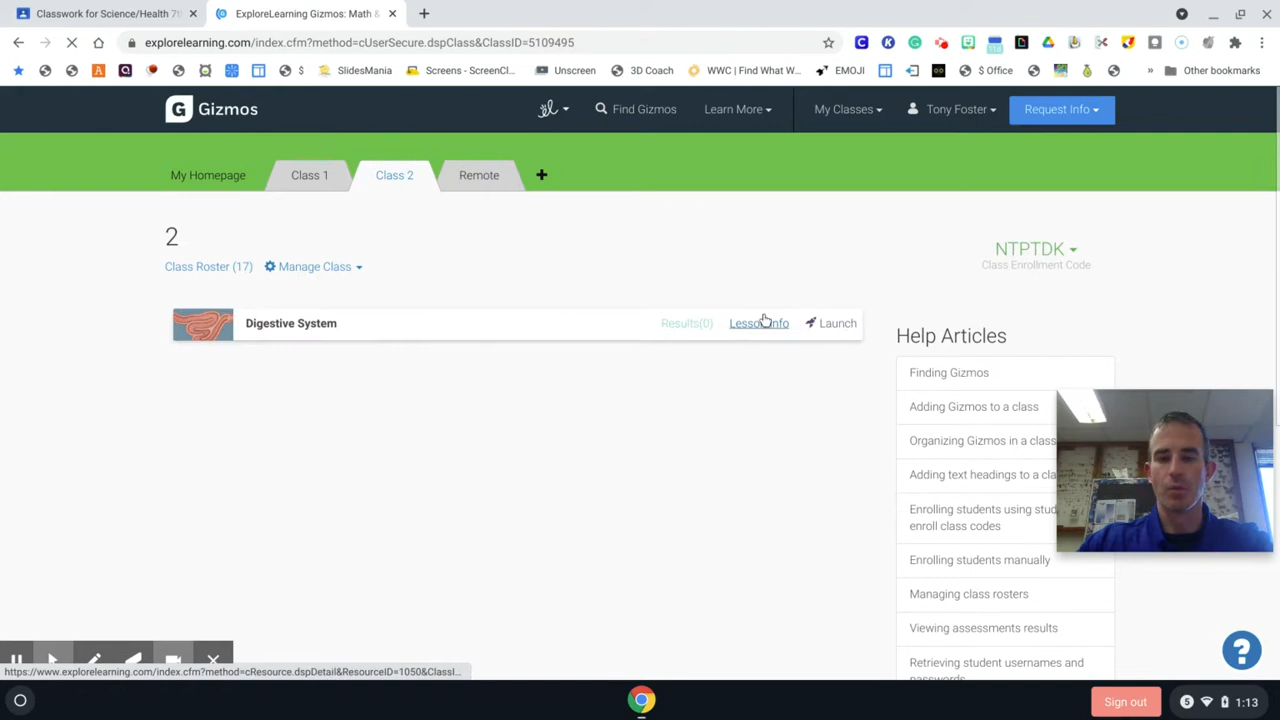 Classwork for Science/Health 7t
ExploreLearning Gizmos: Math &
explorelearning.com/index.cfm?method=cUserSecure.dspClass&ClassID=5109495
$
SlidesMania
Screens - ScreenCl...
Unscreen
3D Coach
WWC | Find What W...
EMOJI
$ Office
»
Other bookmarks
G Gizmos
Find Gizmos
Learn More
My Classes
Tony Foster
Request Info
My Homepage
Class 1
Class 2
Remote
2
Class Roster (17)
Manage Class
NTPTDK
Class Enrollment Code
Digestive System
Results(0)
Lesson Info
Launch
Help Articles
Finding Gizmos
Adding Gizmos to a class
Organizing Gizmos in a class
Adding text headings to a cla
Enrolling students using stud
enroll class codes
Enrolling students manually
Managing class rosters
Viewing assessments results
Retrieving student usernames and
passwords
https://www.explorelearning.com/index.cfm?method=cResource.dspDetail&ResourceID=1050&ClassI...
Sign out
5
1:13